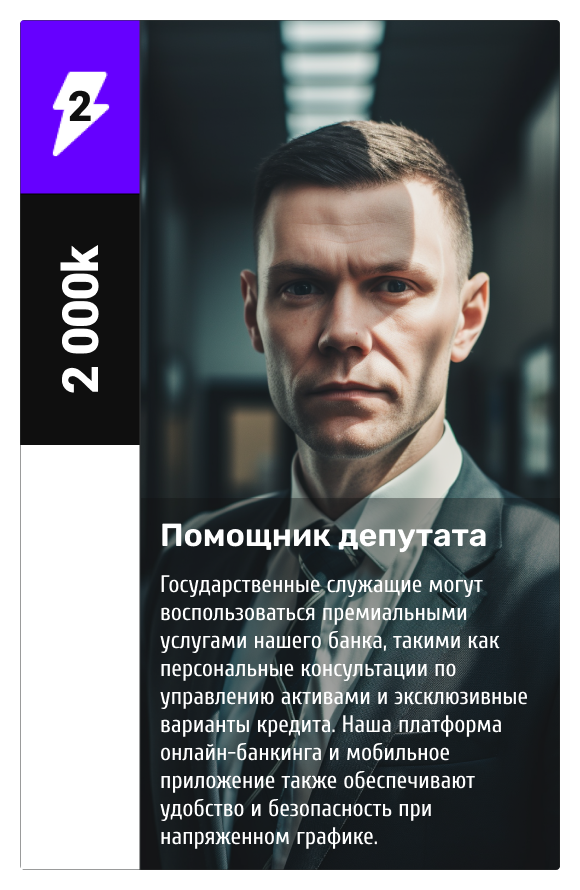 2
2 000k
Помощник депутата
Государственные служащие могут
воспользоваться премиальными
услугами нашего банка, такими как
персональные консультации по
управлению активами и эксклюзивные
варианты кредита. Наша платформа
онлайн-банкинга и мобильное
приложение также обеспечивают
удобство и безопасность при
напряженном графике.